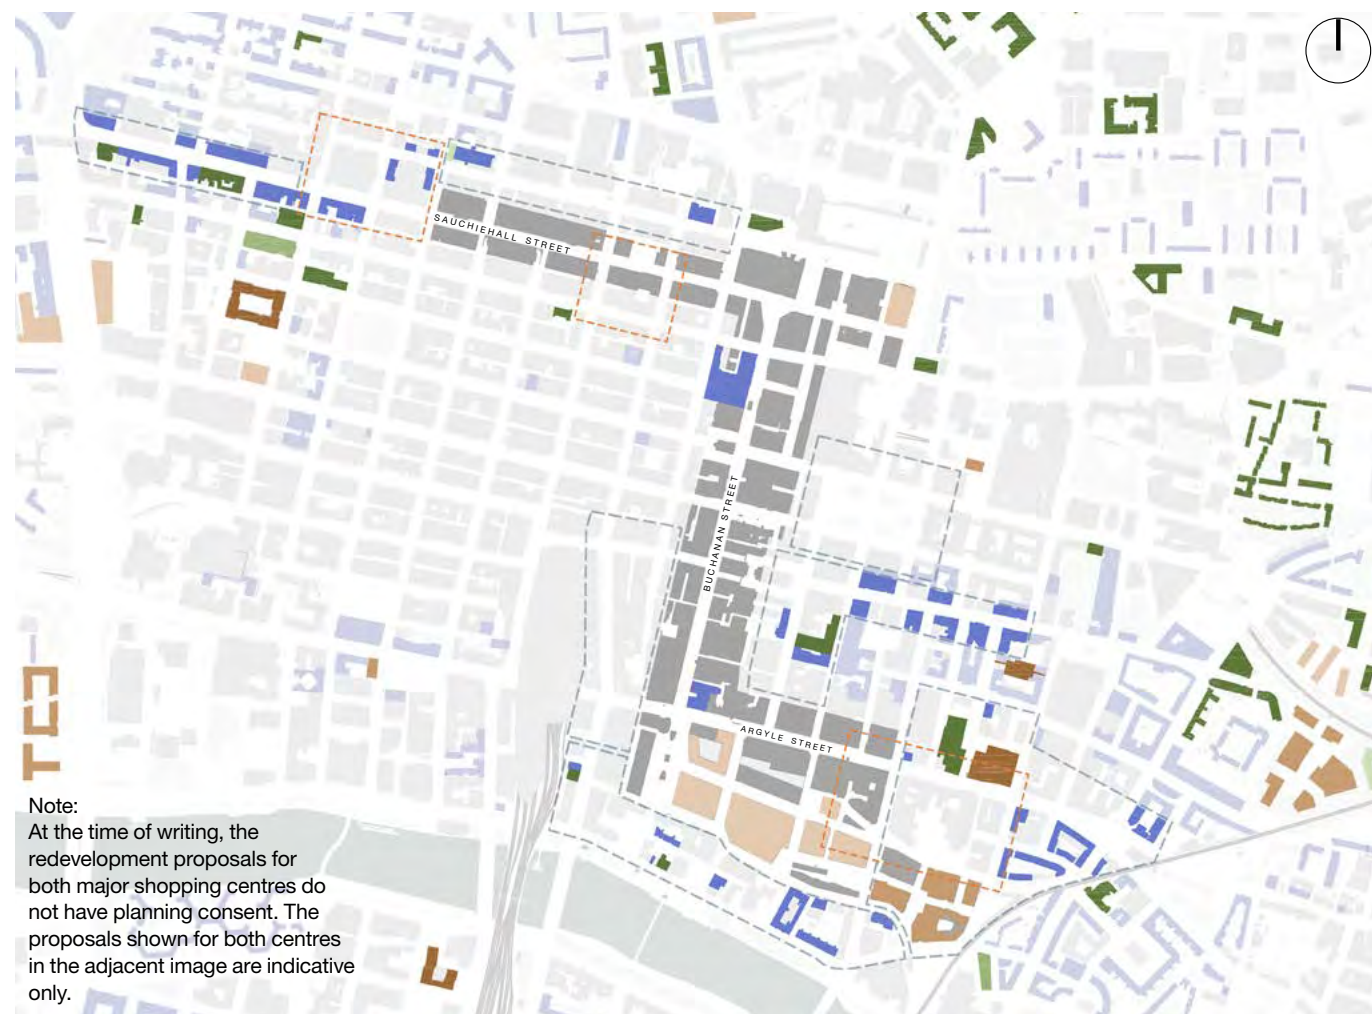 SAUCHIEHALL STREET
BUCHANAN STREET
ARGYLE STREET
Note:
At the time of writing, the
redevelopment proposals for
both major shopping centres do
not have planning consent. The
proposals shown for both centres
in the adjacent image are indicative
only.